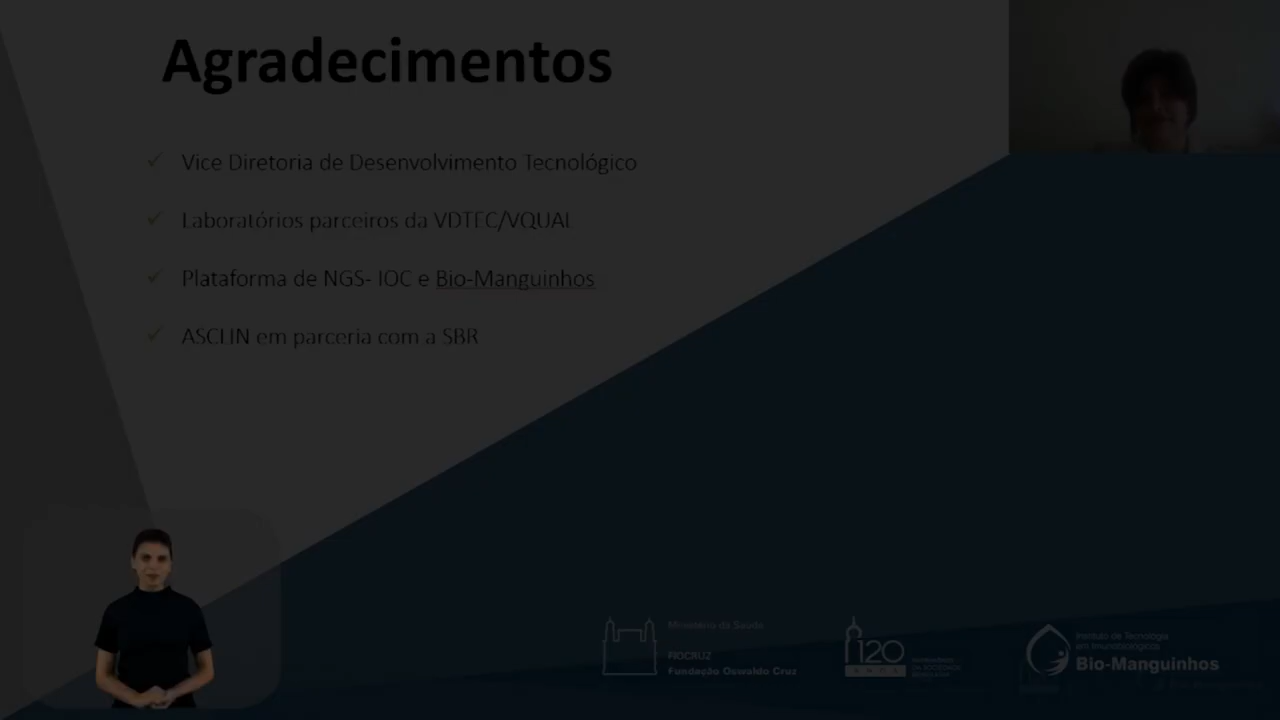 Agradecimentos
✓ Vice Diretoria de Desenvolvimento Tecnológico
✓ Laboratórios parceiros da VDTEC/VQUAL
✓ Plataforma de NGS- IOC e Bio-Manguinhos
✓ ASCLIN em parceria com a SBR
Ministério da Saúde
FIOCRUZ
Fundação Oswaldo Cruz
120
Instituto de Tecnologia
em Imunobiológicos
Bio-Manguinhos